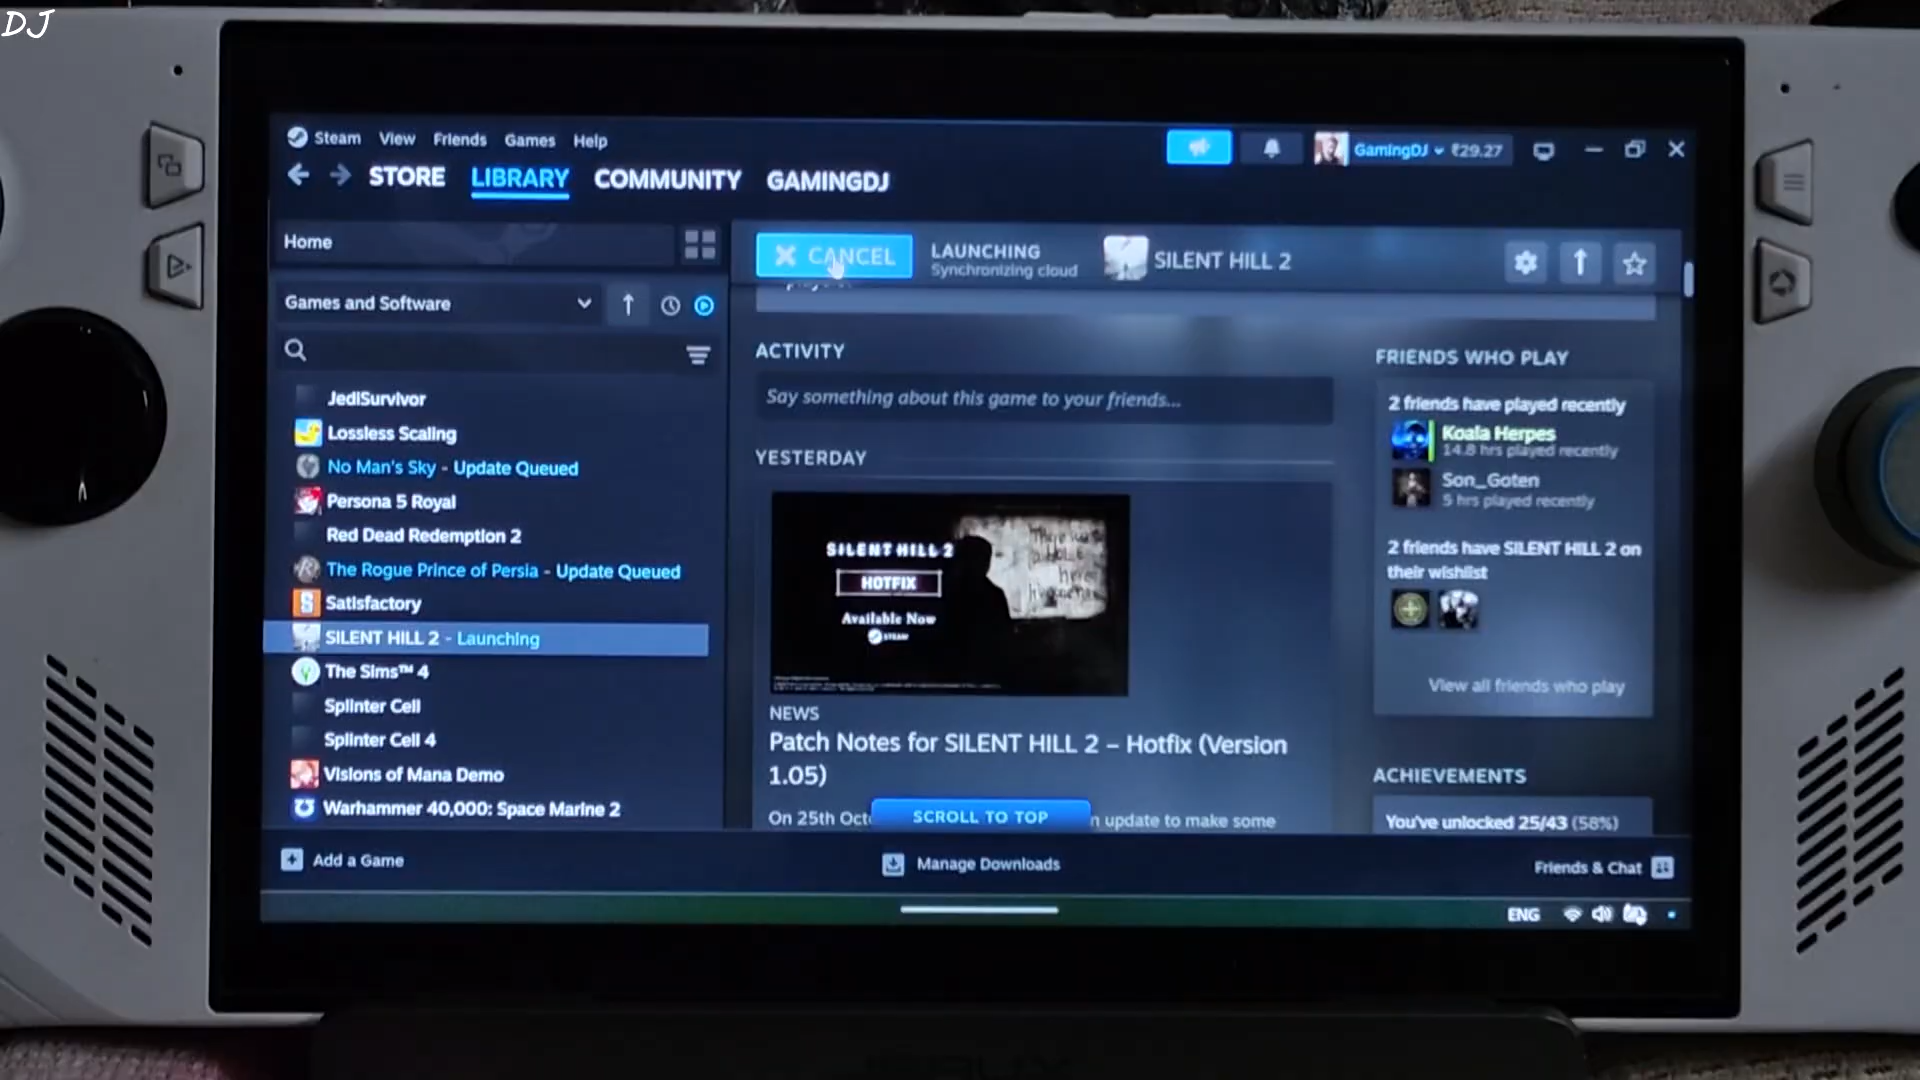 DJ
Steam View Friends Games Help
GamingDJ ₹29.27
STORE LIBRARY COMMUNITY GAMINGDJ
Home
CANCEL
LAUNCHING
Synchronizing cloud
SILENT HILL 2
Games and Software
ACTIVITY
Say something about this game to your friends...
YESTERDAY
JediSurvivor
Lossless Scaling
No Man's Sky - Update Queued
Persona 5 Royal
Red Dead Redemption 2
The Rogue Prince of Persia - Update Queued
Satisfactory
SILENT HILL 2 - Launching
The Sims™ 4
Splinter Cell
Splinter Cell 4
Visions of Mana Demo
Warhammer 40,000: Space Marine 2
SILENT HILL 2
HOTFIX
Available Now
STEAM
NEWS
Patch Notes for SILENT HILL 2 – Hotfix (Version
1.05)
On 25th Oct
SCROLL TO TOP
n update to make some
FRIENDS WHO PLAY
2 friends have played recently
Koala Herpes
14.8 hrs played recently
Son_Goten
5 hrs played recently
2 friends have SILENT HILL 2 on
their wishlist
View all friends who play
ACHIEVEMENTS
You've unlocked 25/43 (58%)
Add a Game
Manage Downloads
Friends & Chat
ENG